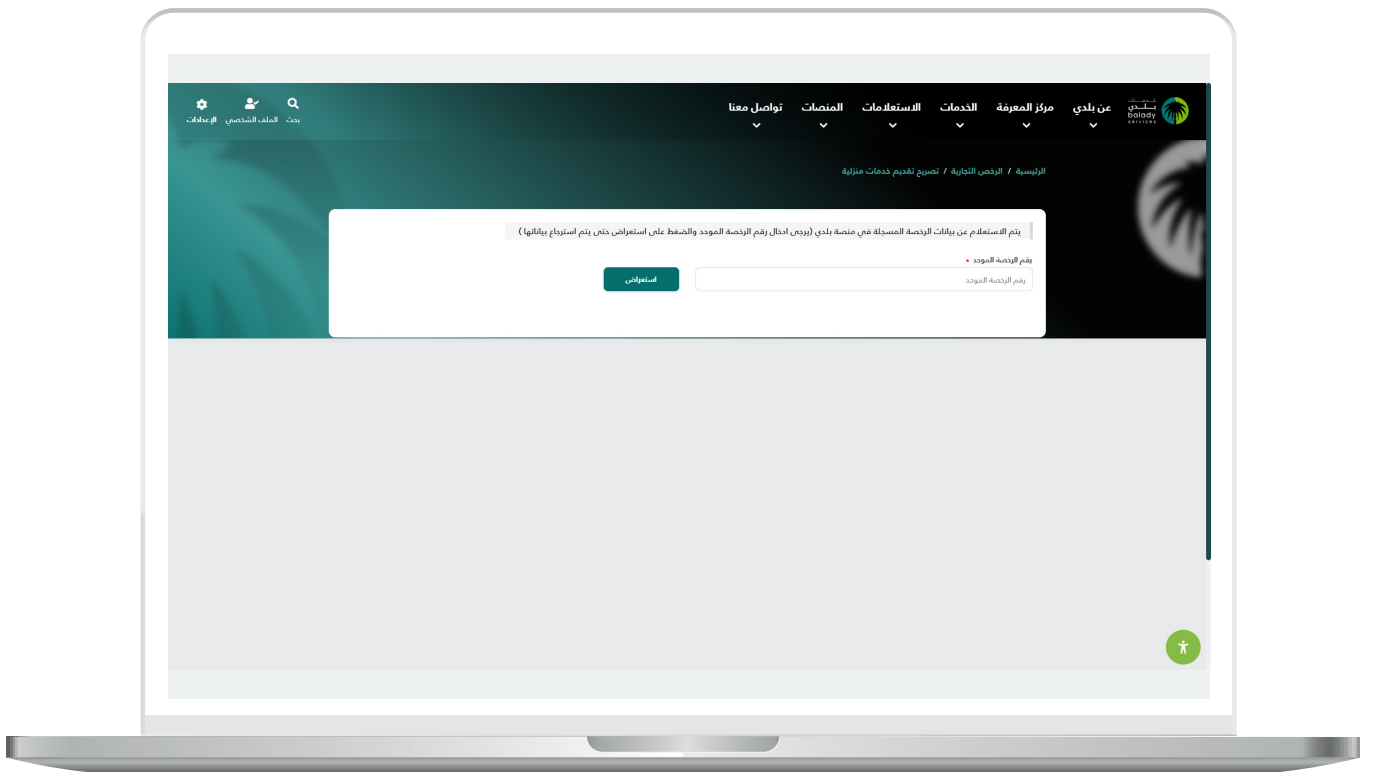 خدمات
بلدي
balady
services
عن بلدي
مركز المعرفة
الخدمات
الاستعلامات
المنصات
تواصل معنا
بحث
الملف الشخصي
الإعدادات
الرئيسية / الرخص التجارية / تصريح تقديم خدمات منزلية
يتم الاستعلام عن بيانات الرخصة المسجلة في منصة بلدي (يرجى ادخال رقم الرخصة الموحد والضغط على استعراض حتى يتم استرجاع بياناتها )
رقم الرخصة الموحد *
رقم الرخصة الموحد
استعراض